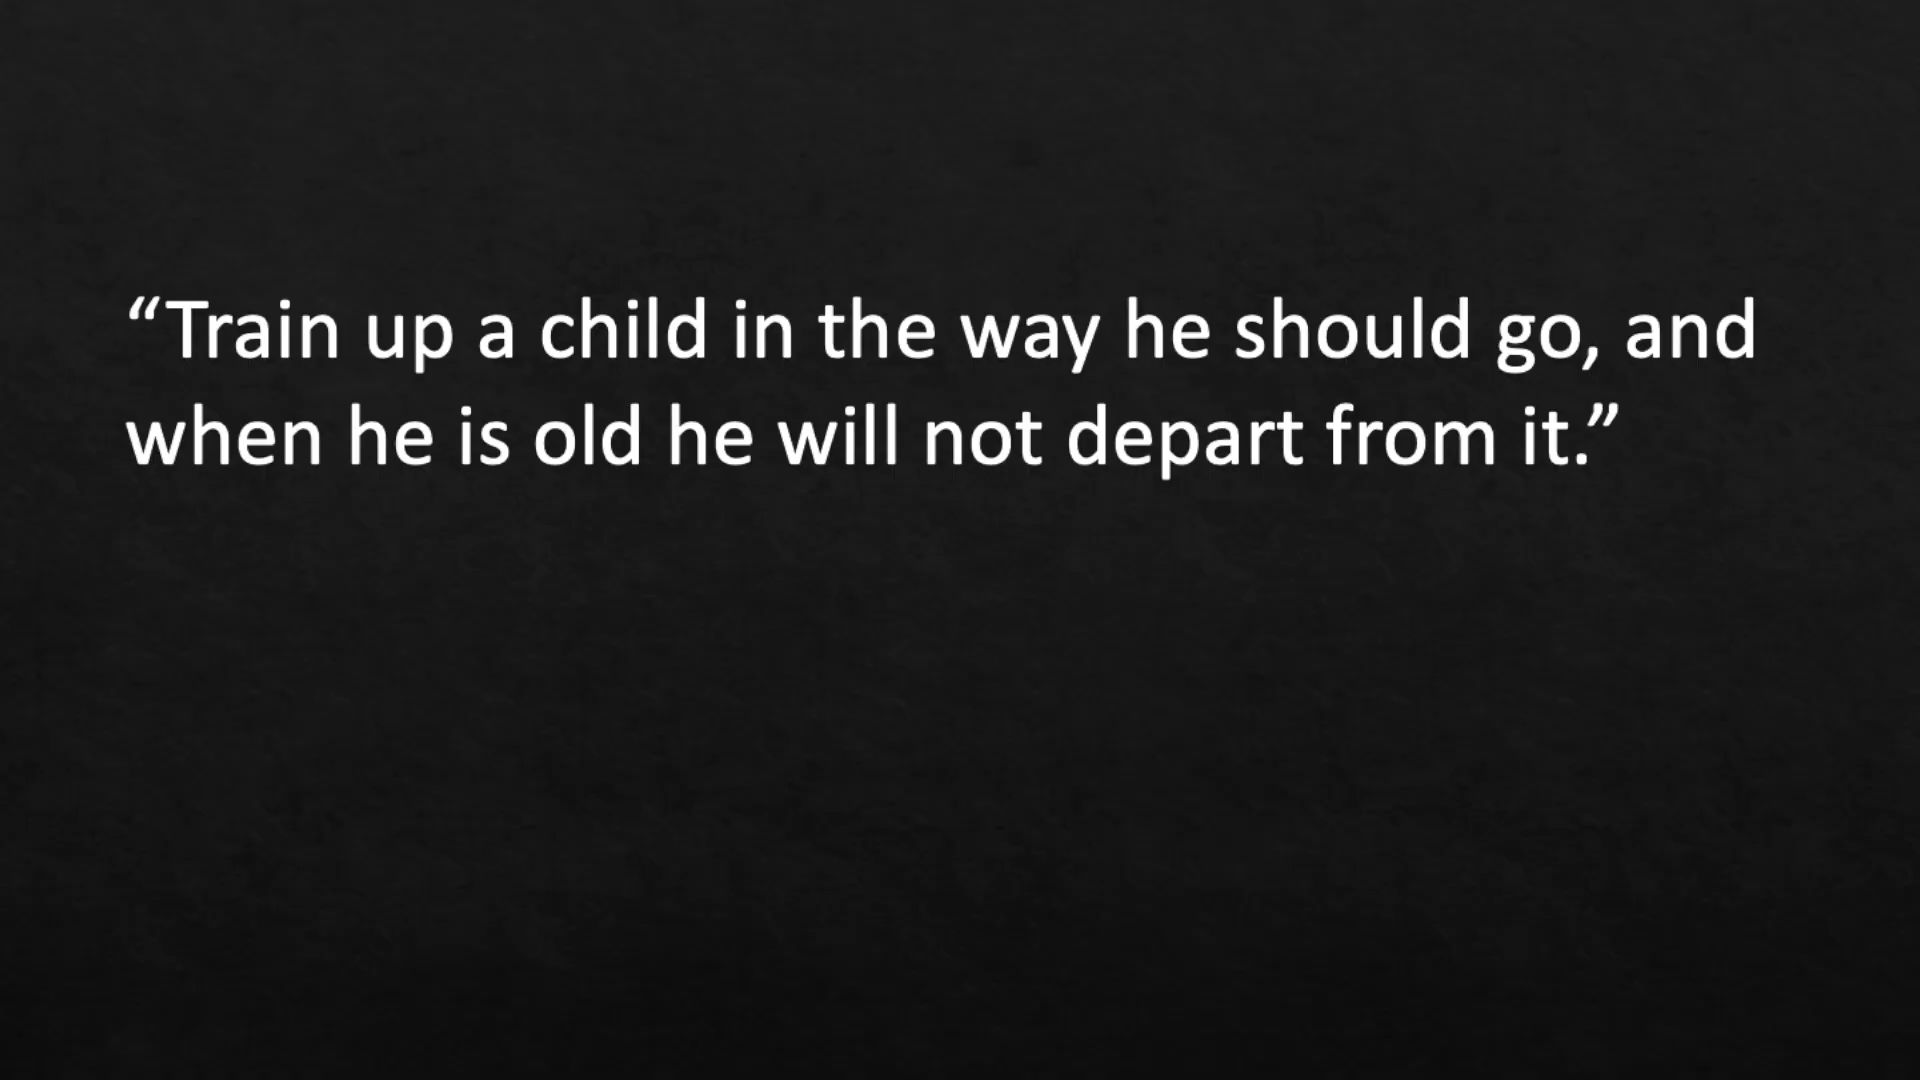 “Train up a child in the way he should go, and
when he is old he will not depart from it.”